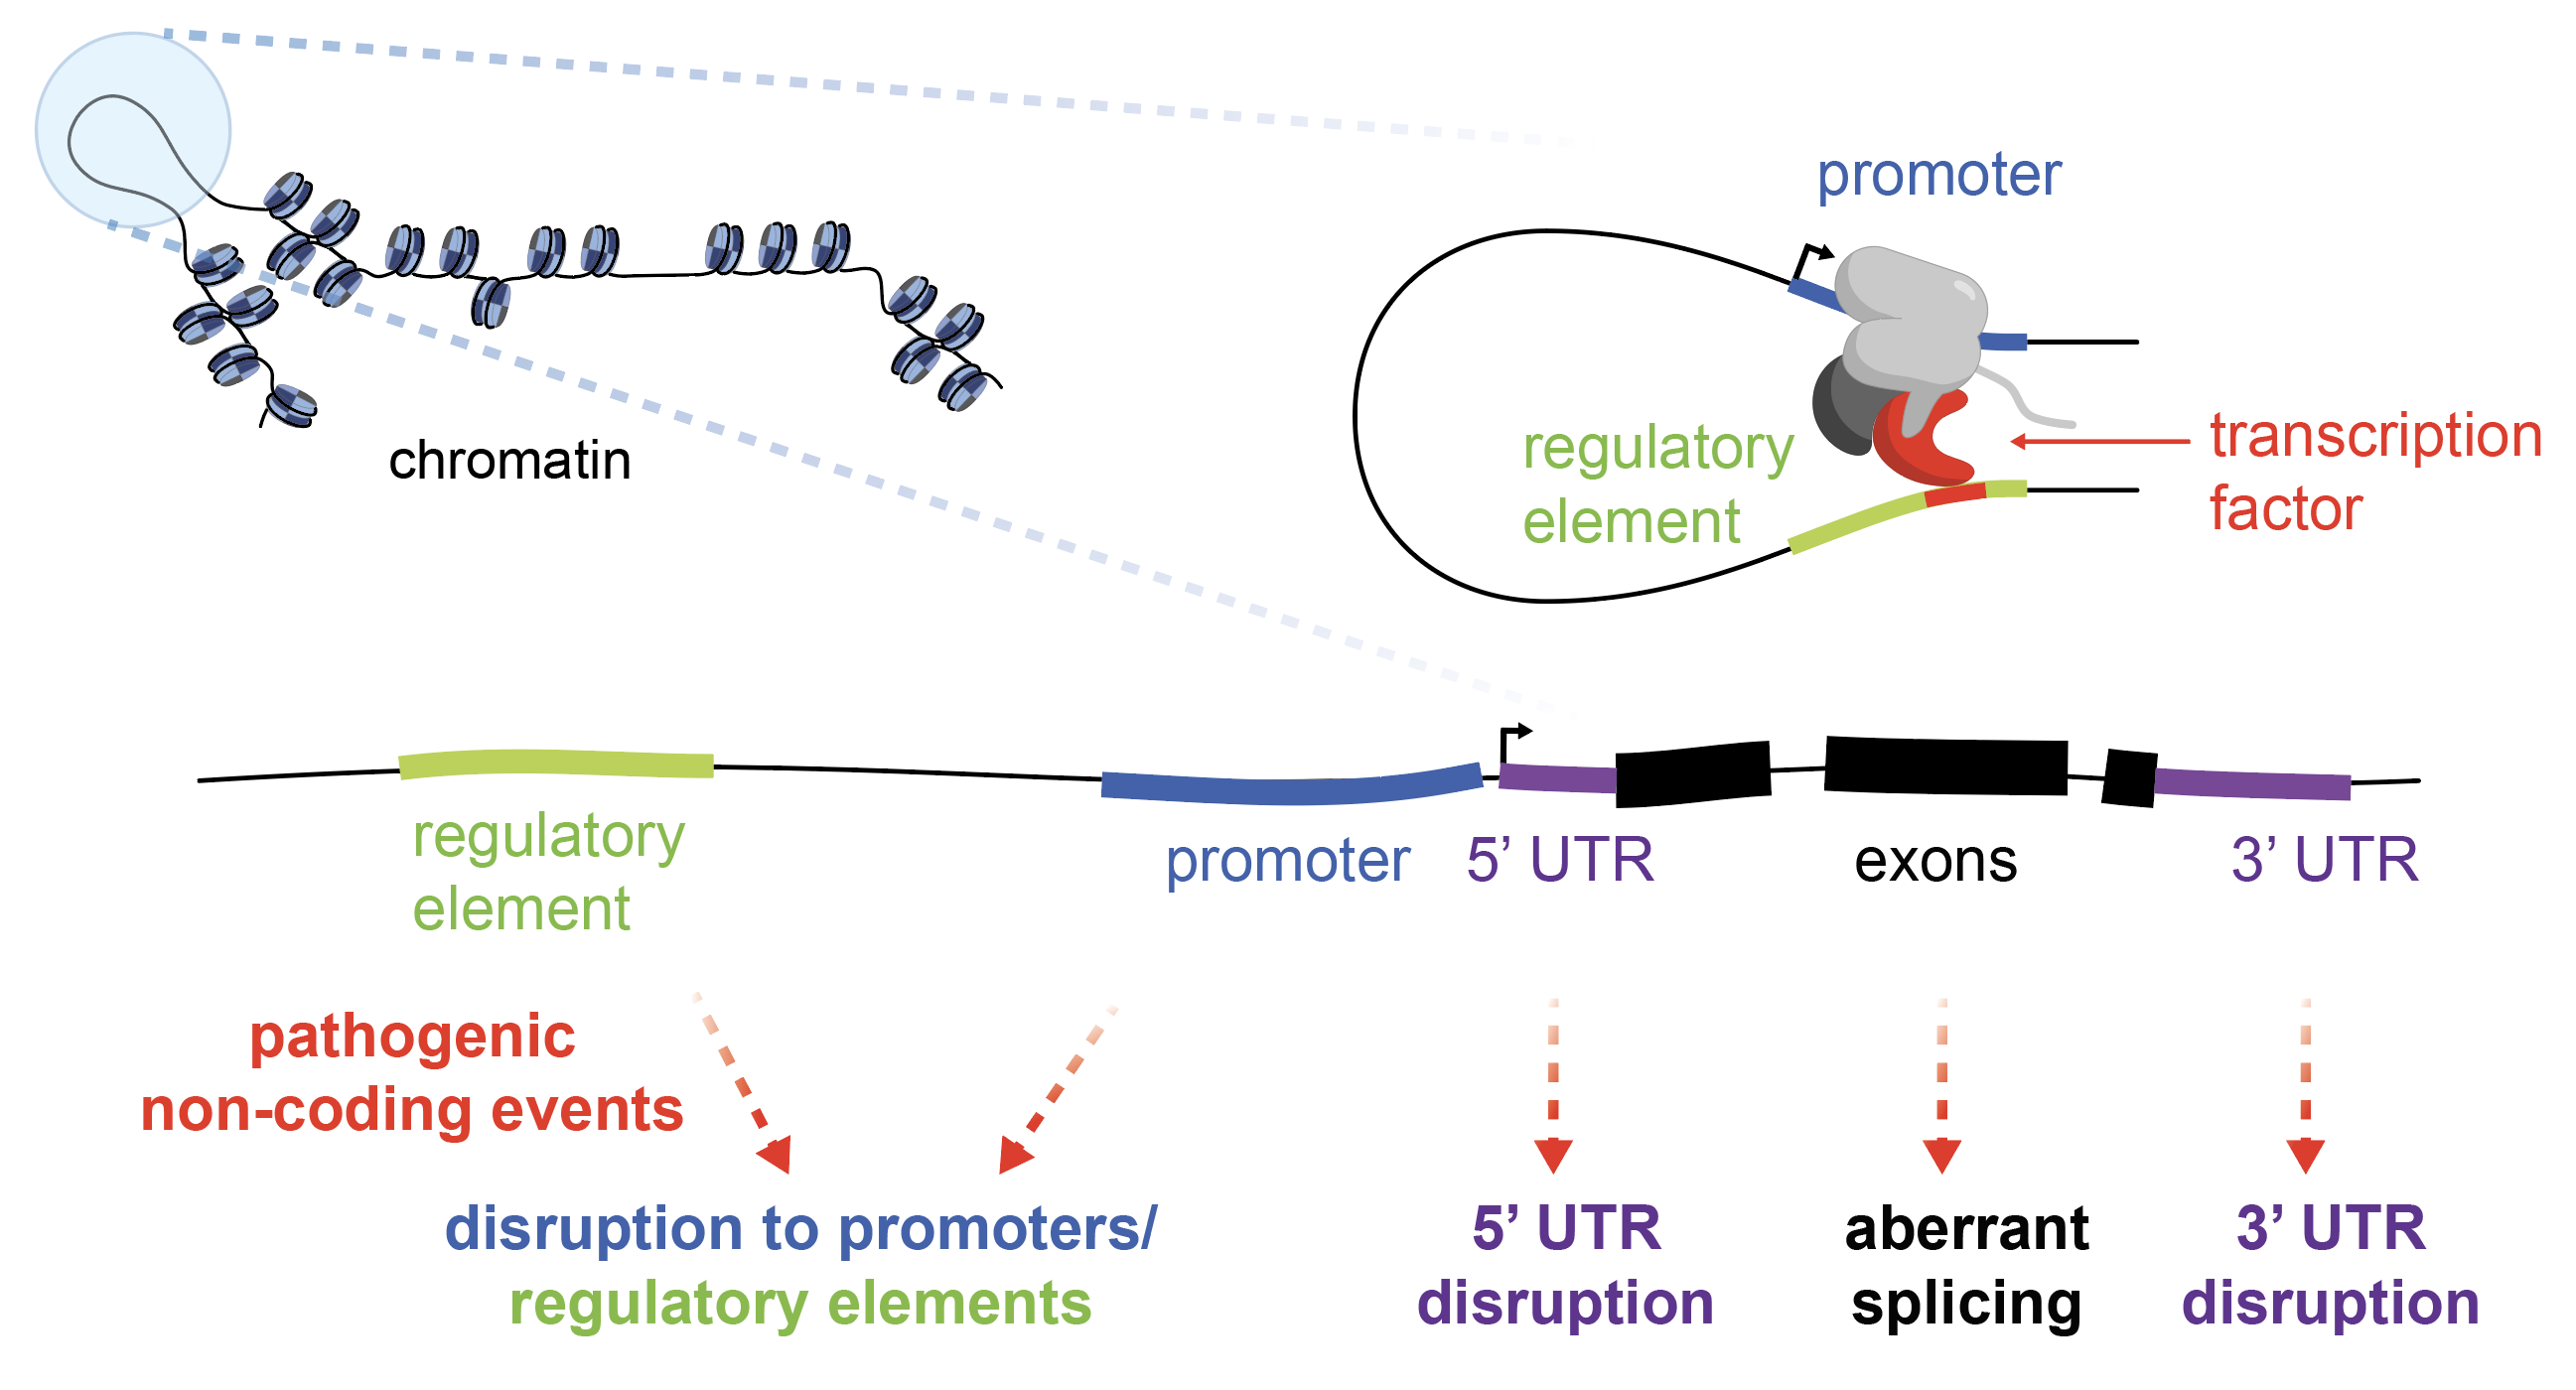 promoter
chromatin
regulatory
element
transcription
factor
regulatory
element
promoter
5’ UTR
exons
3’ UTR
pathogenic
non-coding events
disruption to promoters/
regulatory elements
5’ UTR
disruption
aberrant
splicing
3’ UTR
disruption